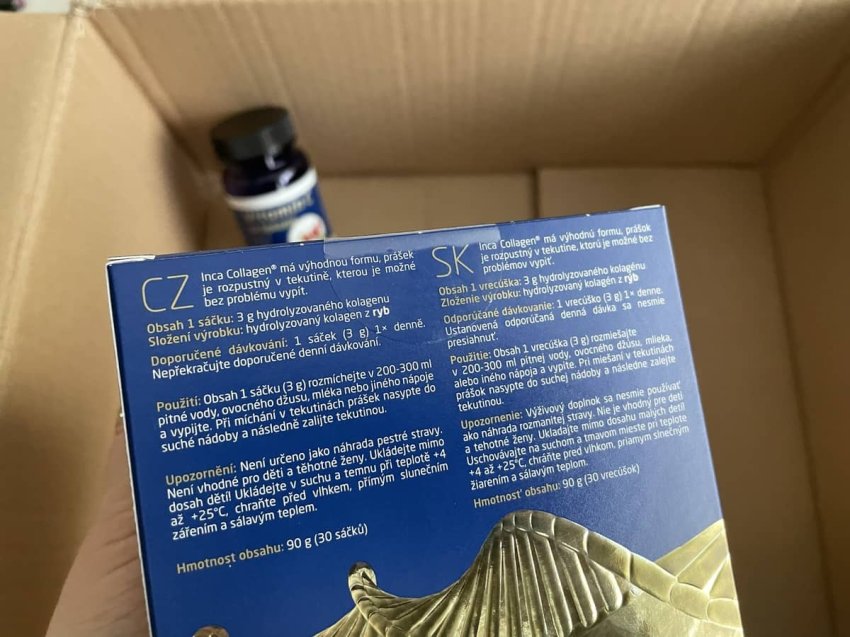 CZ
Inca Collagen® má výhodnou formu, prášek
je rozpustný v tekutině, kterou je možné
bez problému vypít.
Obsah 1 sáčku: 3 g hydrolyzovaného kolagenu
Složení výrobku: hydrolyzovaný kolagen z ryb
Doporučené dávkování: 1 sáček (3 g) 1× denně.
Nepřekračujte doporučené denní dávkování.
Použití: Obsah 1 sáčku (3 g) rozmíchejte v 200-300 ml
pitné vody, ovocného džusu, mléka nebo jiného nápoje
a vypijte. Při míchání v tekutinách prášek nasypte do
suché nádoby a následně zalijte tekutinou.
Upozornění: Není určeno jako náhrada pestré stravy.
Není vhodné pro děti a těhotné ženy. Ukládejte mimo
dosah dětí! Ukládejte v suchu a temnu při teplotě +4
až +25°C, chraňte před vlhkem, přímým slunečním
zářením a sálavým teplem.
Hmotnost obsahu: 90 g (30 sáčků)
SK
Inca Collagen® má výhodnú formu, prášok
je rozpustný v tekutine, ktorú je možné bez
problémov vypiť.
Obsah 1 vrecúška: 3 g hydrolyzovaného kolagénu
Zloženie výrobku: hydrolyzovaný kolagén z rýb
Odporúčané dávkovanie: 1 vrecúško (3 g) 1× denne.
Ustanovená odporúčaná denná dávka sa nesmie
presiahnuť.
Použitie: Obsah 1 vrecúška (3 g) rozmiešajte
v 200-300 ml pitnej vody, ovocného džúsu, mlieka,
alebo iného nápoja a vypite. Pri miešaní v tekutinách
prášok nasypte do suchej nádoby a následne zalejte
tekutinou.
Upozornenie: Výživový doplnok sa nesmie používať
ako náhrada rozmanitej stravy. Nie je vhodný pre deti
a tehotné ženy. Ukladajte mimo dosahu malých detí!
Uschovávajte na suchom a tmavom mieste pri teplote
+4 až +25°C, chráňte pred vlhkom, priamym slnečným
žiarením a sálavým teplom.
Hmotnosť obsahu: 90 g (30 vrecúšok)